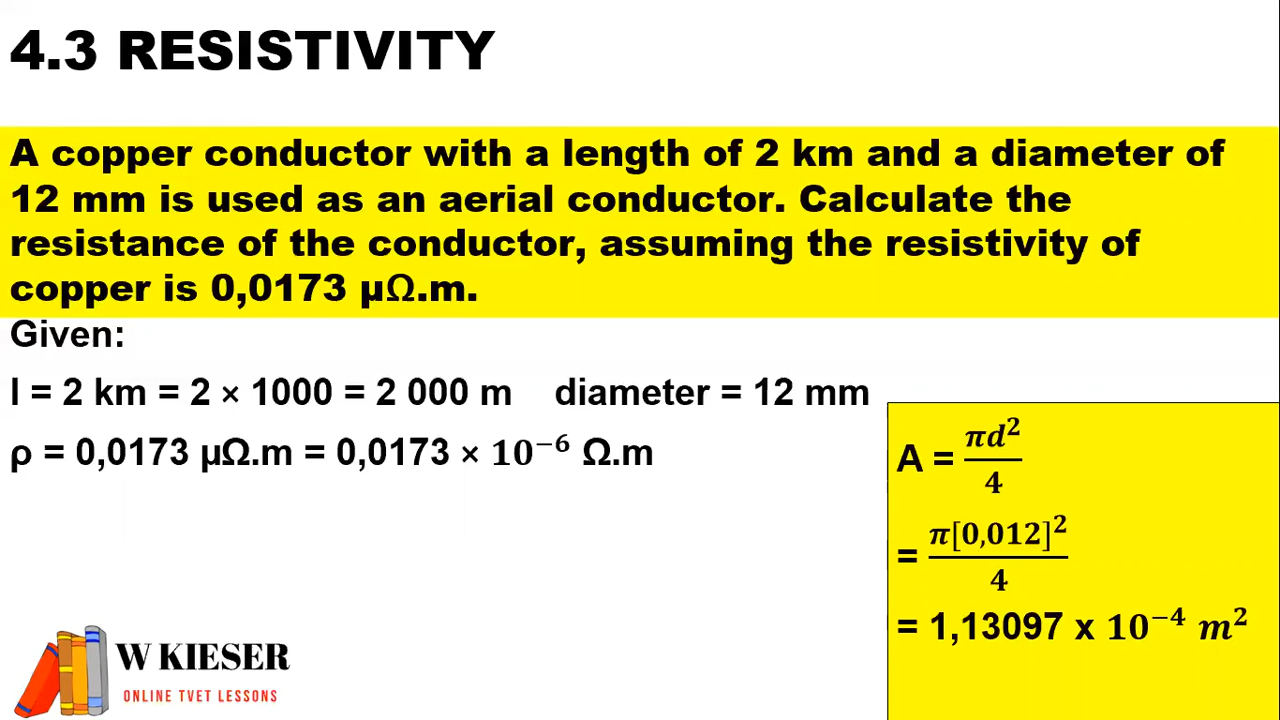 4.3 RESISTIVITY
A copper conductor with a length of 2 km and a diameter of
12 mm is used as an aerial conductor. Calculate the
resistance of the conductor, assuming the resistivity of
copper is 0,0173 µΩ.m.
Given:
l = 2 km = 2 × 1000 = 2 000 m diameter = 12 mm
ρ = 0,0173 µΩ.m = 0,0173 × 10⁻⁶ Ω.m
A = πd²/4
= π[0,012]²/4
= 1,13097 x 10⁻⁴ m²
W KIESER
ONLINE TVET LESSONS